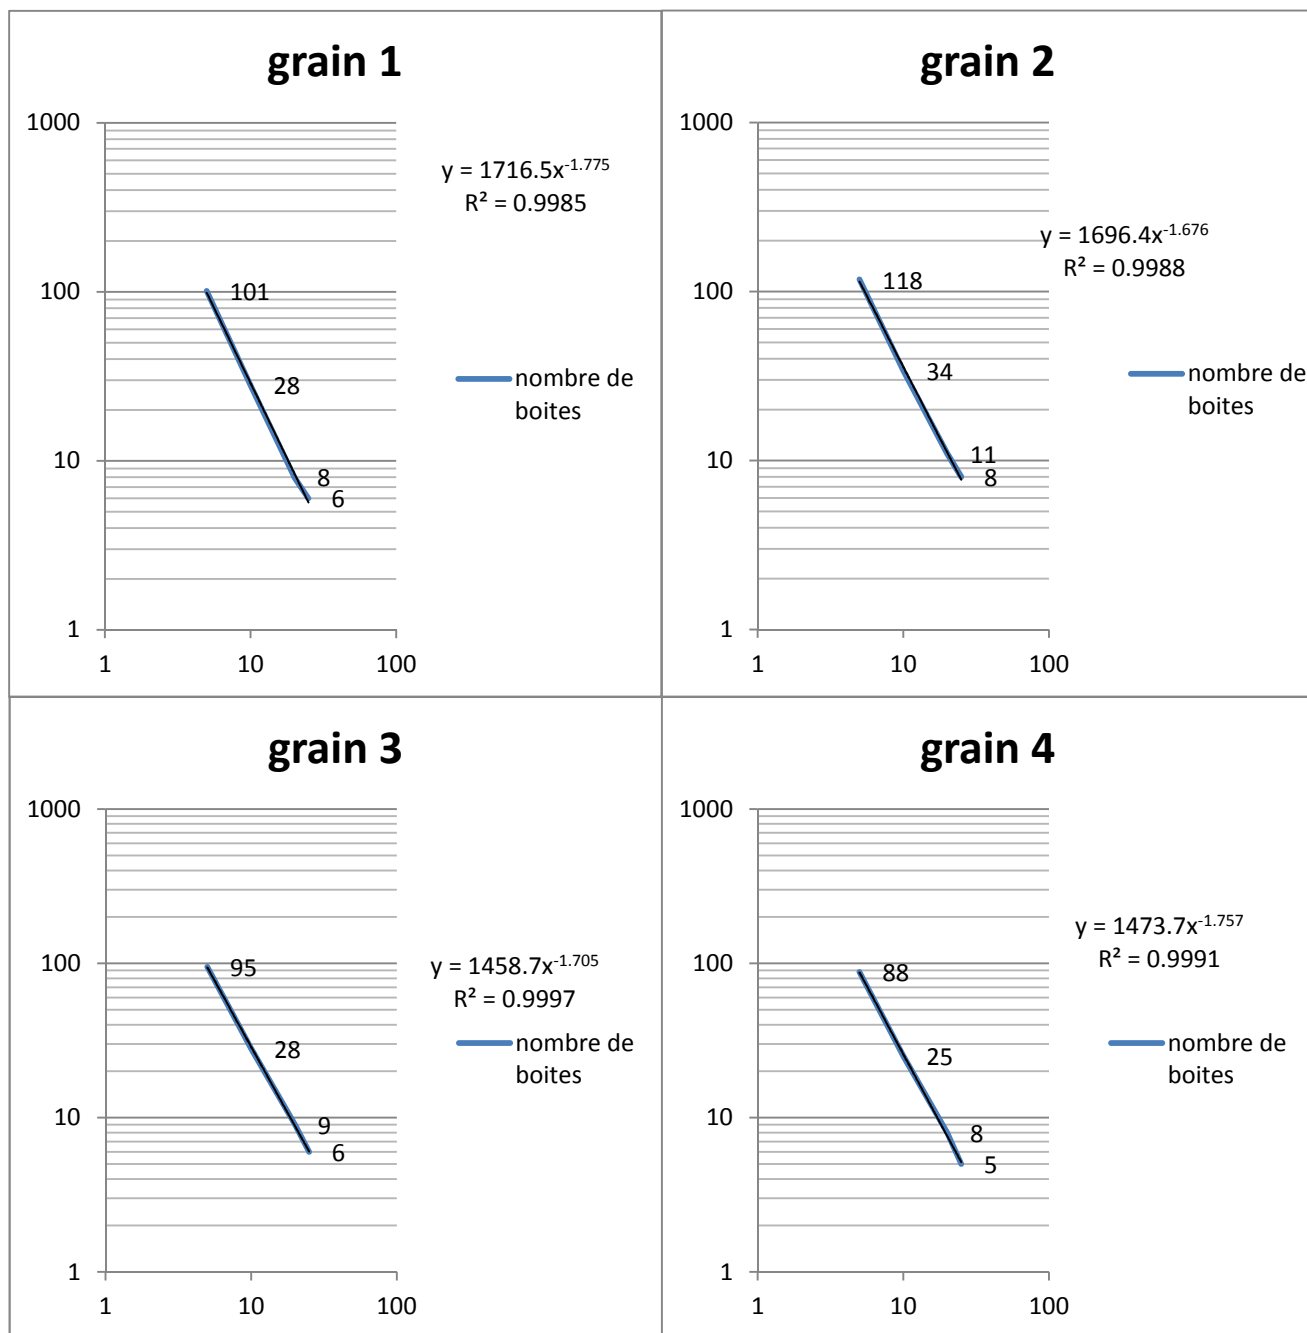 grain 1
1000
100
10
1
1
10
100
101
28
8
6
y = 1716.5x^-1.775
R² = 0.9985
nombre de
boites
grain 2
1000
100
10
1
1
10
100
118
34
11
8
y = 1696.4x^-1.676
R² = 0.9988
nombre de
boites
grain 3
1000
100
10
1
1
10
100
95
28
9
6
y = 1458.7x^-1.705
R² = 0.9997
nombre de
boites
grain 4
1000
100
10
1
1
10
100
88
25
8
5
y = 1473.7x^-1.757
R² = 0.9991
nombre de
boites